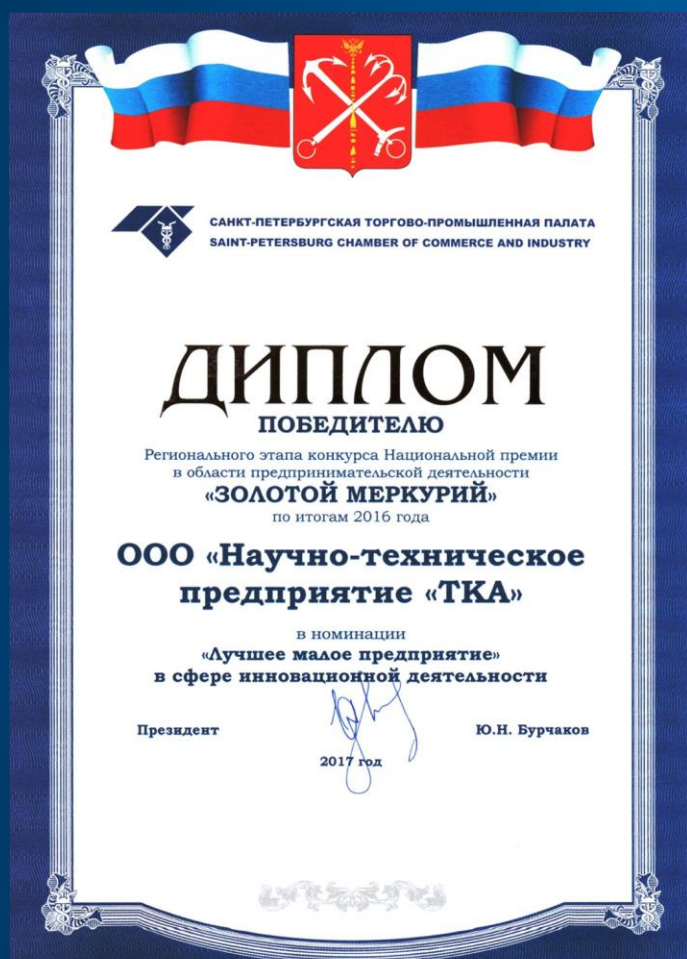 САНКТ-ПЕТЕРБУРГСКАЯ ТОРГОВО-ПРОМЫШЛЕННАЯ ПАЛАТА
SAINT-PETERSBURG CHAMBER OF COMMERCE AND INDUSTRY
ДИПЛОМ
ПОБЕДИТЕЛЮ
Регионального этапа конкурса Национальной премии
в области предпринимательской деятельности
«ЗОЛОТОЙ МЕРКУРИЙ»
по итогам 2016 года
ООО «Научно-техническое
предприятие «ТКА»
в номинации
«Лучшее малое предприятие»
в сфере инновационной деятельности
Президент
Ю.Н. Бурчаков
2017 год